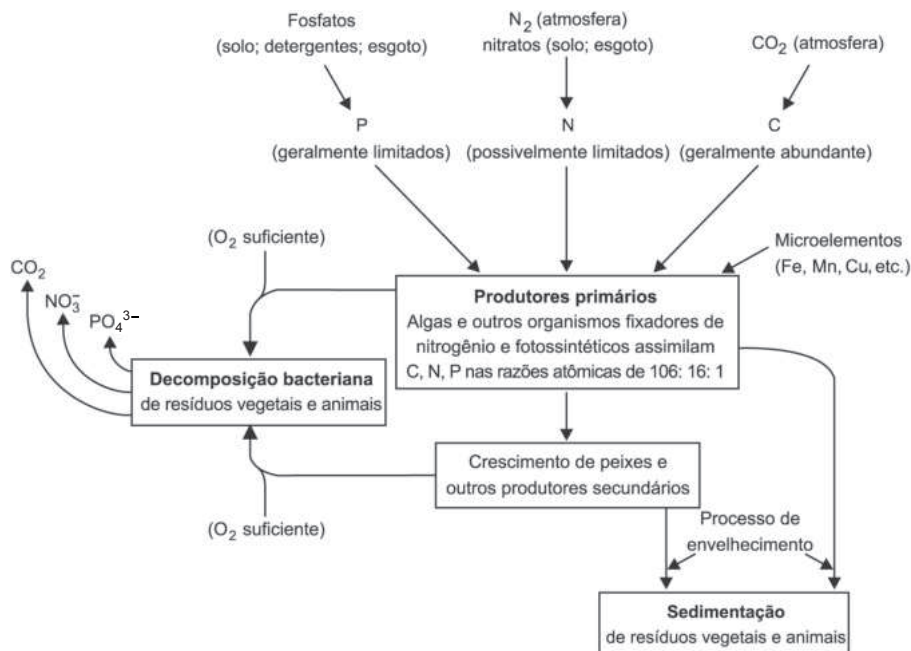 Fosfatos
(solo; detergentes; esgoto)
N₂ (atmosfera)
nitratos (solo; esgoto)
CO₂ (atmosfera)
P
(geralmente limitados)
N
(possivelmente limitados)
C
(geralmente abundante)
(O₂ suficiente)
Microelementos
(Fe, Mn, Cu, etc.)
CO₂
NO₃⁻
PO₄³⁻
Produtores primários
Algas e outros organismos fixadores de
nitrogênio e fotossintéticos assimilam
C, N, P nas razões atômicas de 106: 16: 1
Decomposição bacteriana
de resíduos vegetais e animais
Crescimento de peixes e
outros produtores secundários
(O₂ suficiente)
Processo de
envelhecimento
Sedimentação
de resíduos vegetais e animais